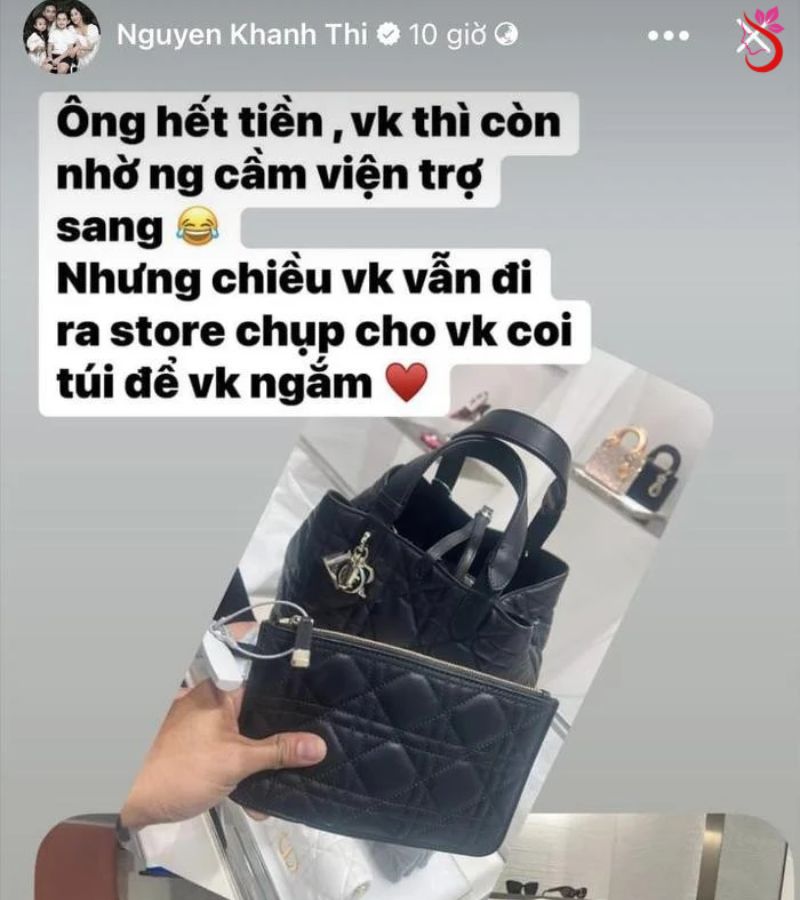 Nguyen Khanh Thi 10 giờ
Ông hết tiền , vk thì còn
nhờ ng cầm viện trợ
sang 😂
Nhưng chiều vk vẫn đi
ra store chụp cho vk coi
túi để vk ngắm ♥️